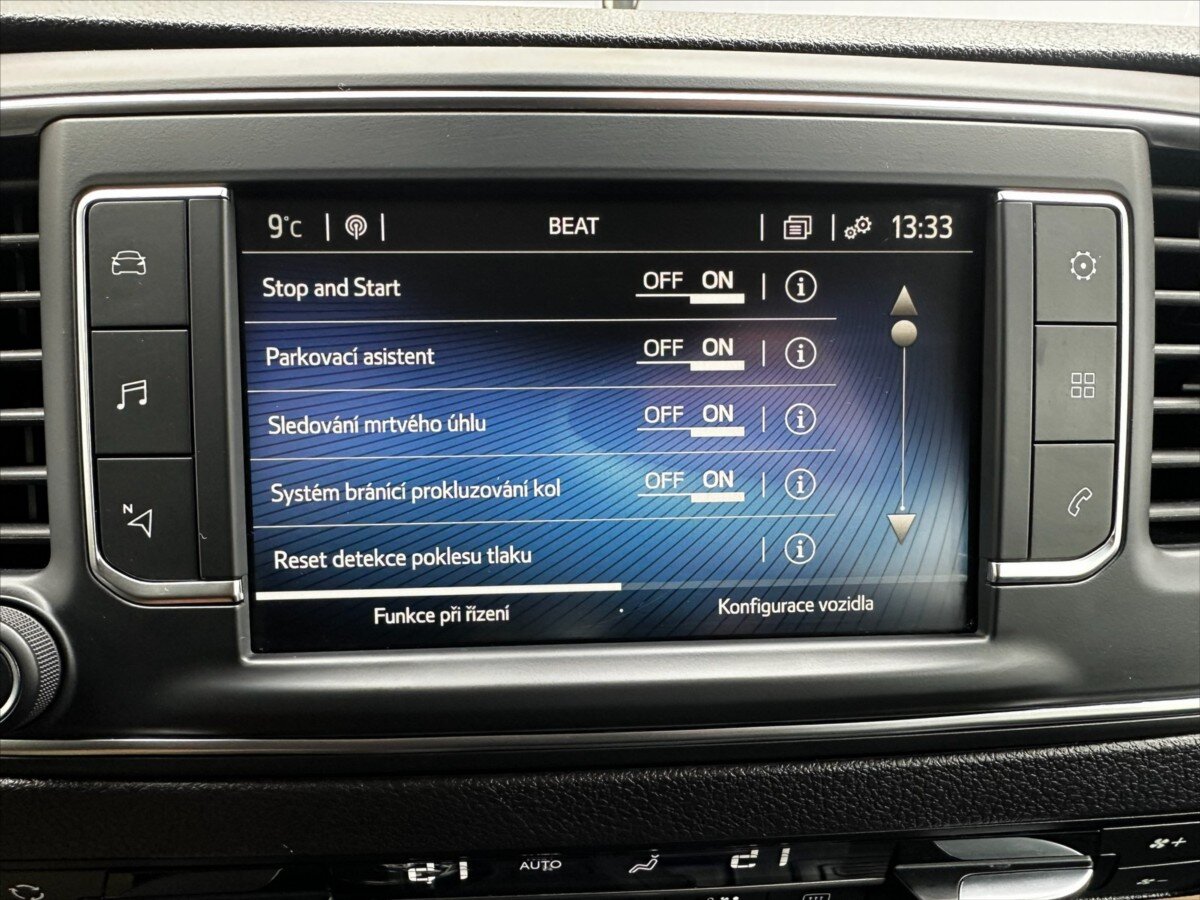 9°C BEAT 13:33
Stop and Start OFF ON
Parkovací asistent OFF ON
Sledování mrtvého úhlu OFF ON
Systém bránící prokluzování kol OFF ON
Reset detekce poklesu tlaku
Funkce při řízení Konfigurace vozidla
N
AUTO